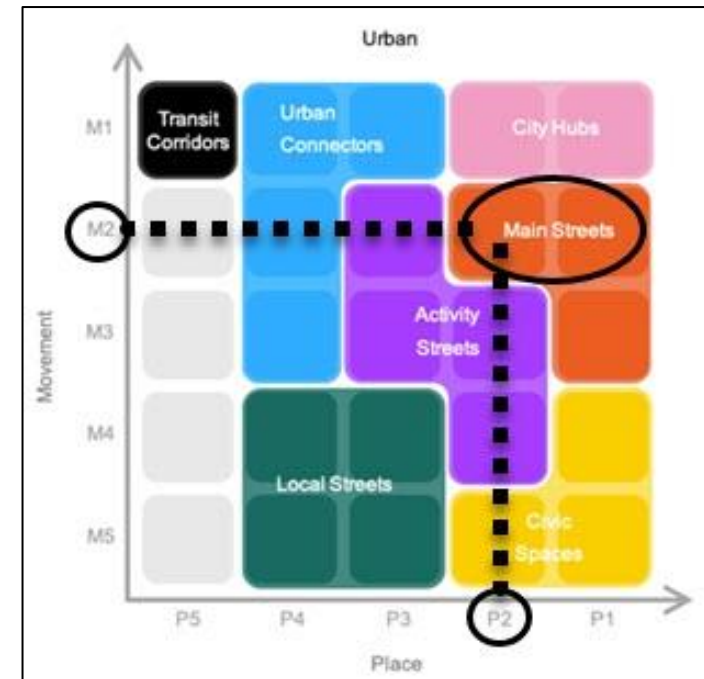 Urban
M1
Transit
Corridors
Urban
Connectors
City Hubs
M2
Main Streets
M3
Activity
Streets
Movement
M4
Local Streets
M5
Civic
Spaces
P5
P4
P3
P2
P1
Place